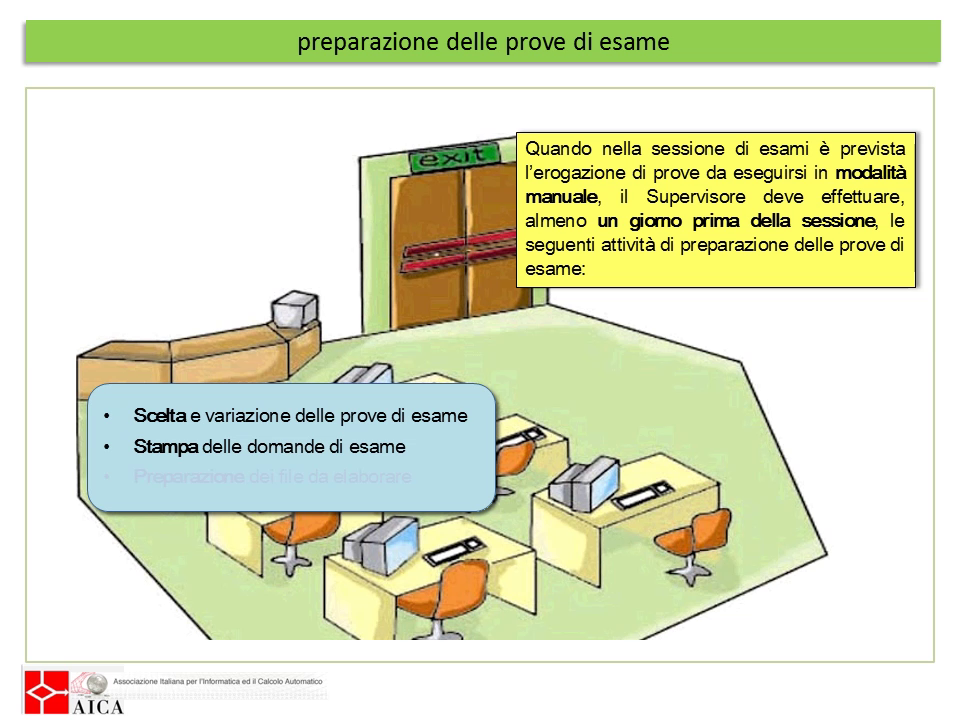 preparazione delle prove di esame
exit
Quando nella sessione di esami è prevista
l'erogazione di prove da eseguirsi in modalità
manuale, il Supervisore deve effettuare,
almeno un giorno prima della sessione, le
seguenti attività di preparazione delle prove di
esame:
• Scelta e variazione delle prove di esame
• Stampa delle domande di esame
• Preparazione dei file da elaborare
Associazione Italiana per l'Informatica ed il Calcolo Automatico
AICA